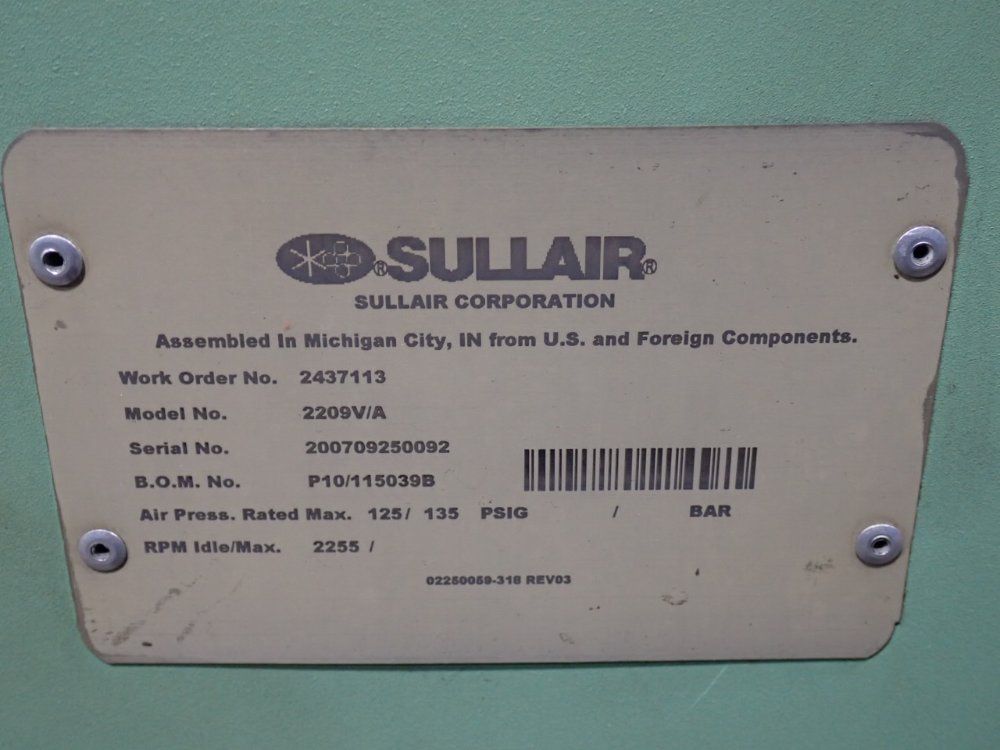 ® SULLAIR ®
SULLAIR CORPORATION
Assembled In Michigan City, IN from U.S. and Foreign Components.
Work Order No. 2437113
Model No. 2209V/A
Serial No. 200709250092
B.O.M. No. P10/115039B
Air Press. Rated Max. 125/ 135 PSIG / BAR
RPM Idle/Max. 2255 /
02250059-318 REV03